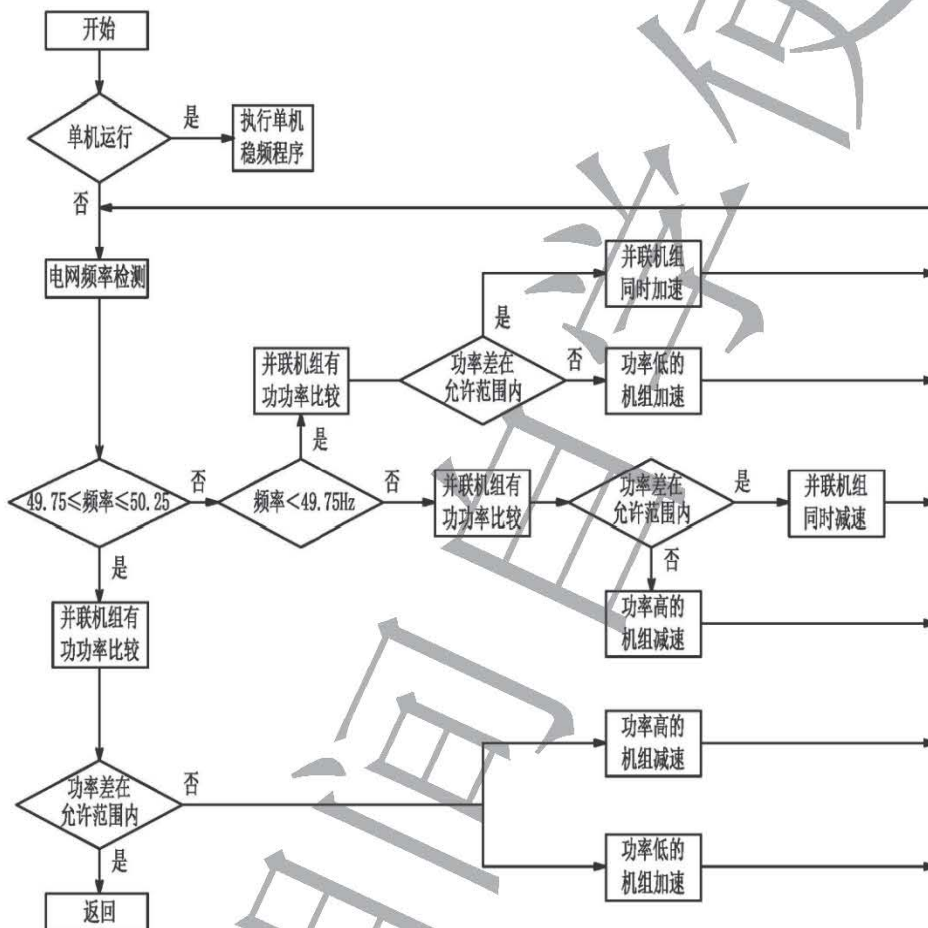 开始
单机运行
是
执行单机
稳频程序
否
电网频率检测
并联机组
同时加速
是
并联机组有
功功率比较
功率差在
允许范围内
否
功率低的
机组加速
是
49.75≤频率≤50.25
否
频率<49.75Hz
否
并联机组有
功功率比较
功率差在
允许范围内
是
并联机组
同时减速
是
否
并联机组有
功功率比较
功率高的
机组减速
功率高的
机组减速
功率差在
允许范围内
否
功率低的
机组加速
是
返回